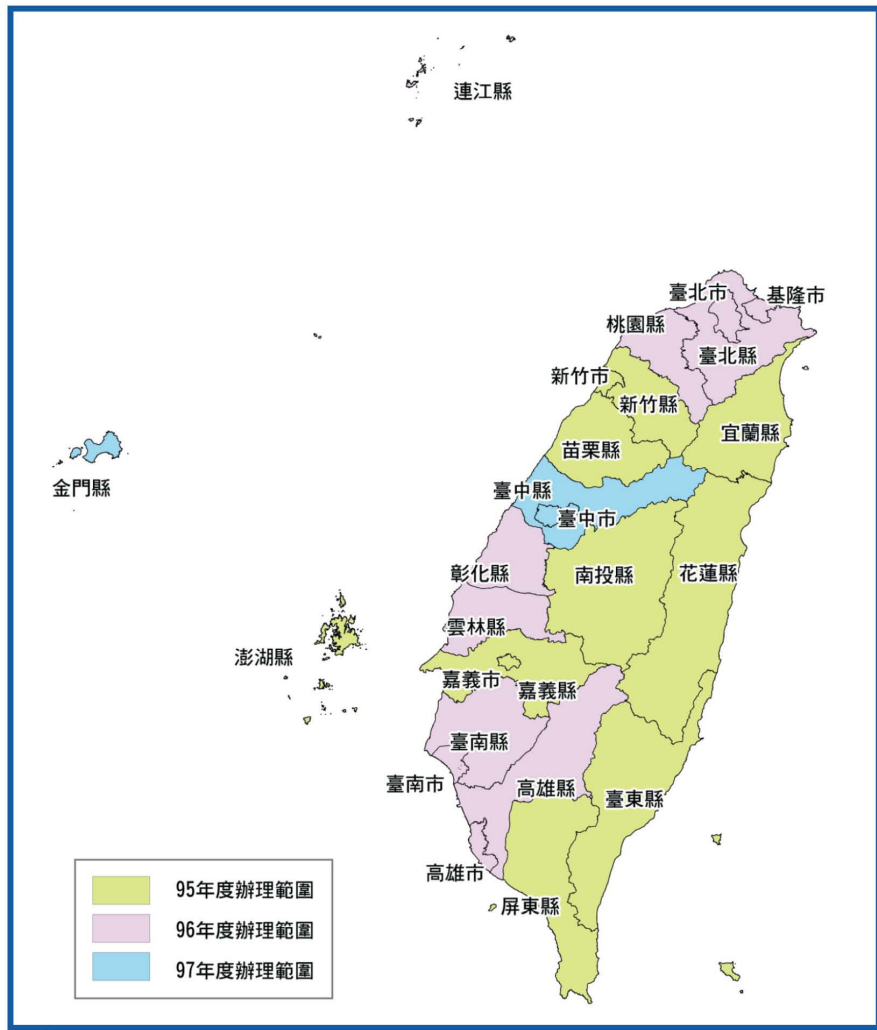 連江縣
臺北市
基隆市
桃園縣
臺北縣
新竹市
新竹縣
宜蘭縣
苗栗縣
金門縣
臺中縣
臺中市
彰化縣
南投縣
花蓮縣
雲林縣
澎湖縣
嘉義市
嘉義縣
臺南縣
臺南市
高雄縣
臺東縣
高雄市
屏東縣
95年度辦理範圍
96年度辦理範圍
97年度辦理範圍